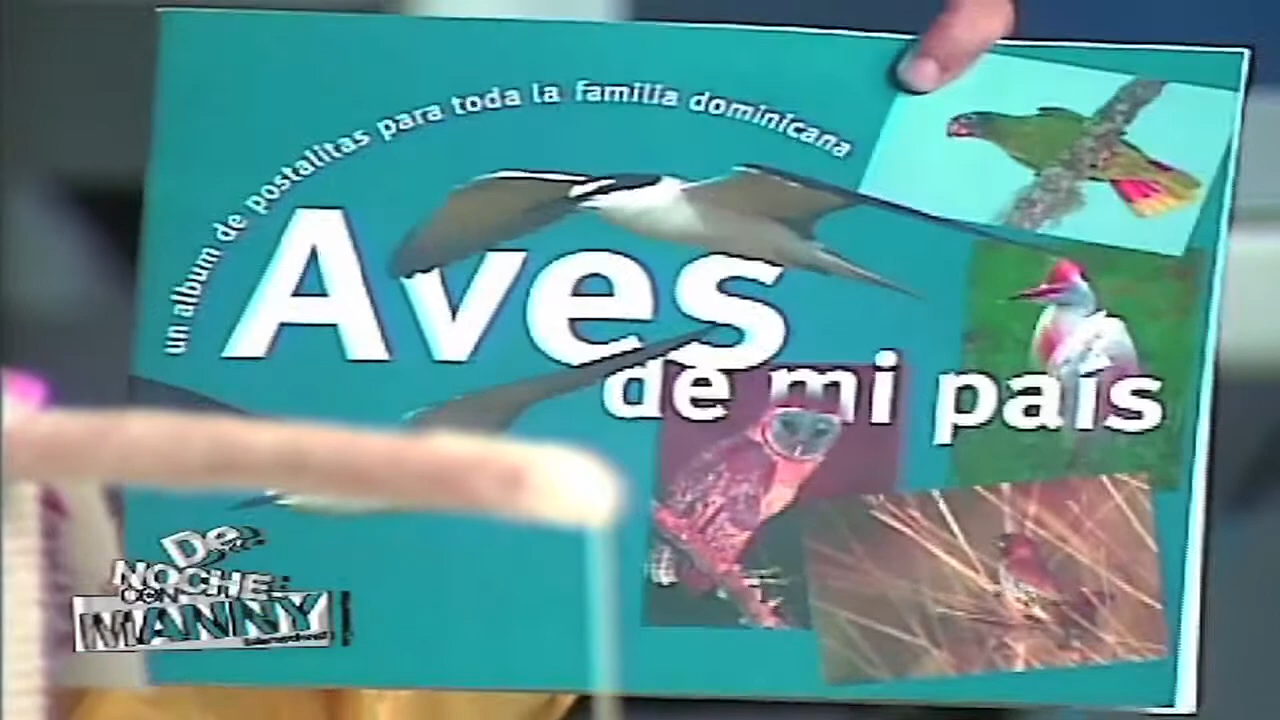 un album de postalitas para toda la familia dominicana
Aves
de mi país
De
NOCHE
CON
MANNY